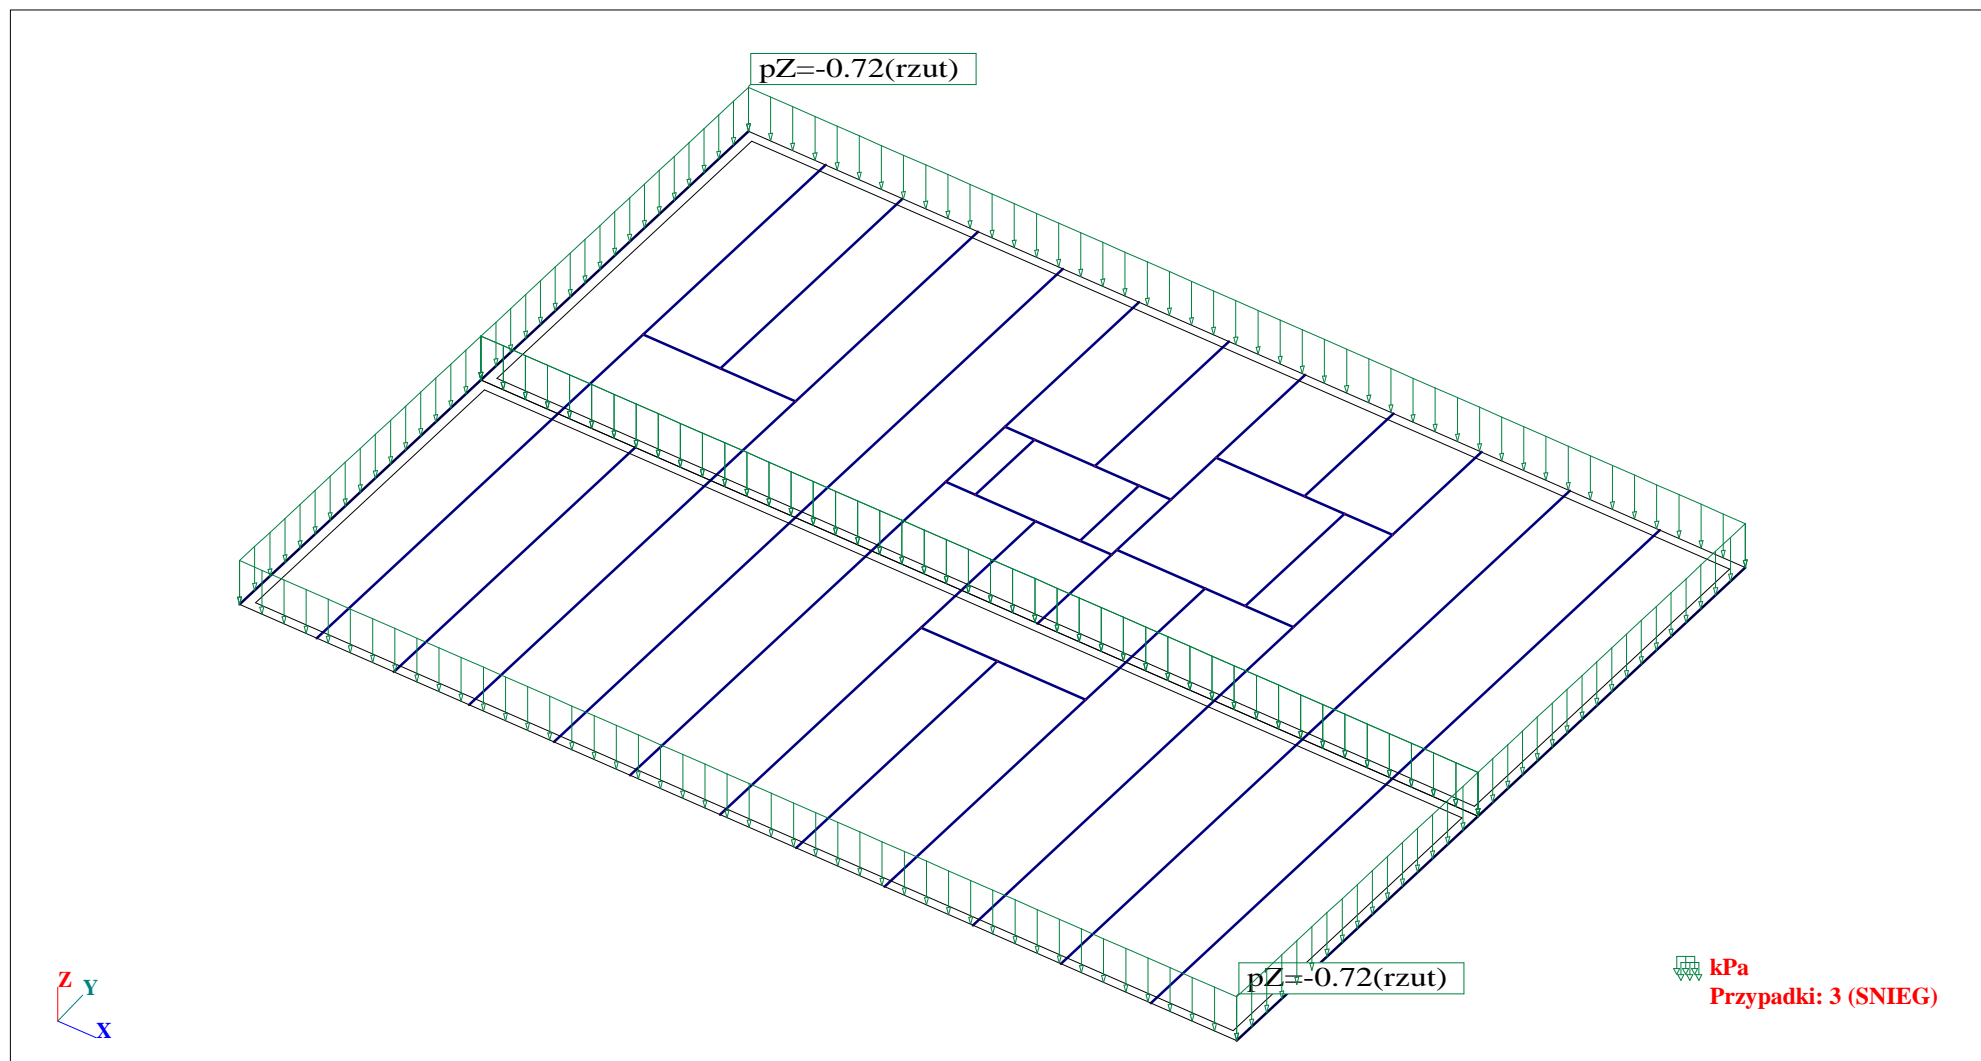 pZ=-0.72(rzut)
pZ=-0.72(rzut)
Z
Y
X
kPa
Przypadki: 3 (SNIEG)